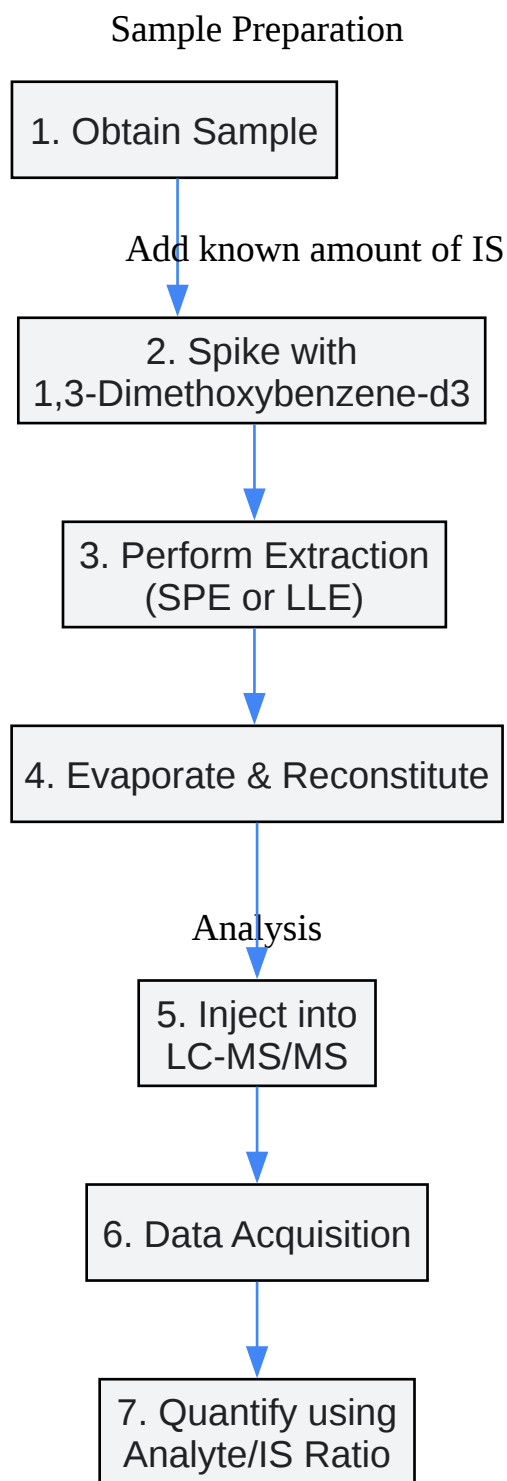 Sample Preparation
1. Obtain Sample
Add known amount of IS
2. Spike with
1,3-Dimethoxybenzene-d3
3. Perform Extraction
(SPE or LLE)
4. Evaporate & Reconstitute
Analysis
5. Inject into
LC-MS/MS
6. Data Acquisition
7. Quantify using
Analyte/IS Ratio